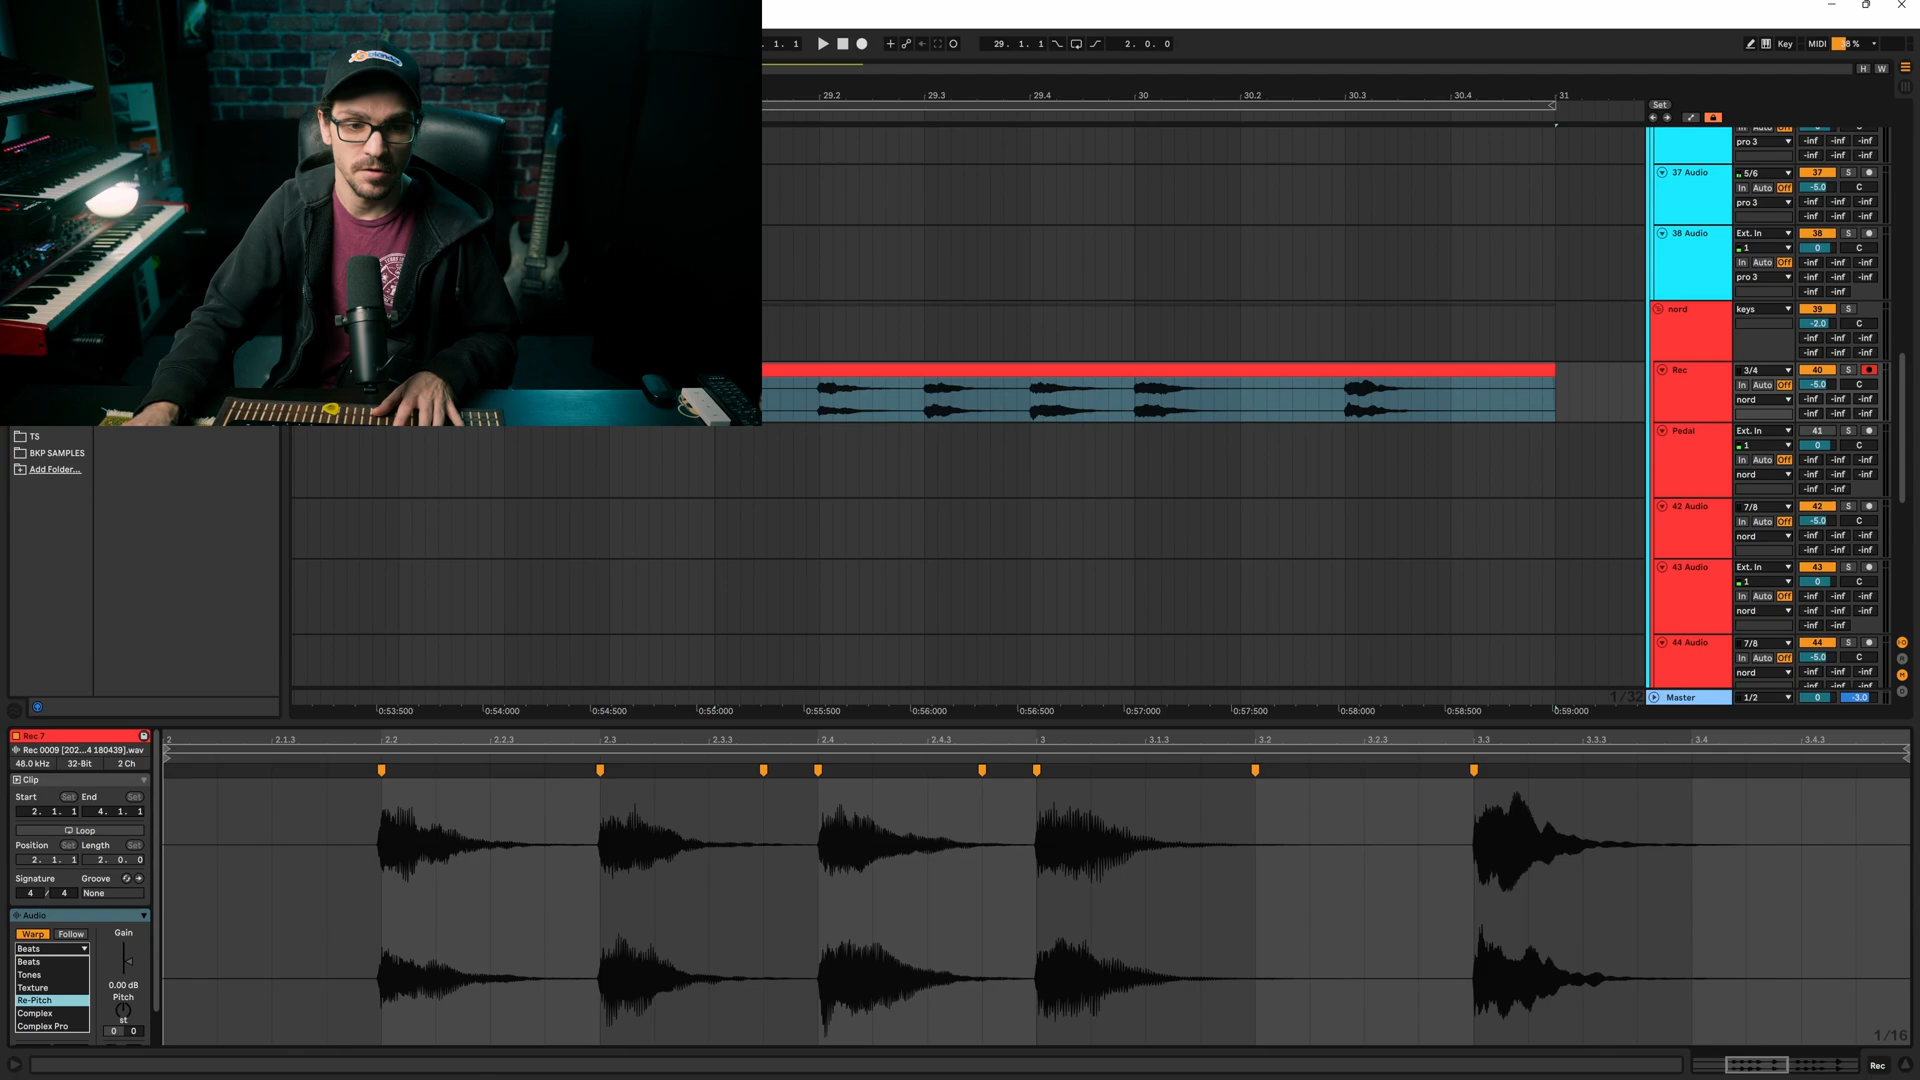 . 1. 1
29. 1. 1
2. 0. 0
Key
MIDI
38 %
H
W
29.2
29.3
29.4
30
30.2
30.3
30.4
31
Set
In Auto Off
0
C
pro 3
-inf -inf -inf
-inf -inf -inf
37 Audio
5/6
37
S
In Auto Off
-5.0
C
pro 3
-inf -inf -inf
-inf -inf -inf
38 Audio
Ext. In
38
S
1
0
C
In Auto Off
-inf -inf -inf
pro 3
-inf -inf -inf
-inf -inf
nord
keys
39
S
-2.0
C
-inf -inf -inf
-inf -inf -inf
Rec
3/4
40
S
In Auto Off
-5.0
C
nord
-inf -inf -inf
-inf -inf -inf
Pedal
Ext. In
41
S
1
0
C
In Auto Off
-inf -inf -inf
nord
-inf -inf -inf
-inf -inf
42 Audio
7/8
42
S
In Auto Off
-5.0
C
nord
-inf -inf -inf
-inf -inf -inf
43 Audio
Ext. In
43
S
1
0
C
In Auto Off
-inf -inf -inf
nord
-inf -inf -inf
-inf -inf
44 Audio
7/8
44
S
In Auto Off
-5.0
C
nord
-inf -inf -inf
-inf -inf -inf
1/32
Master
1/2
0
-3.0
TS
BKP SAMPLES
Add Folder...
0:53:500
0:54:000
0:54:500
0:55:000
0:55:500
0:56:000
0:56:500
0:57:000
0:57:500
0:58:000
0:58:500
0:59:000
Rec 7
Rec 0009 [202...4 180439].wav
48.0 kHz
32-Bit
2 Ch
Clip
Start Set End Set
2. 1. 1
4. 1. 1
Loop
Position Set Length Set
2. 1. 1
2. 0. 0
Signature
Groove
4 / 4
None
Audio
Warp
Follow
Gain
Beats
Beats
Tones
Texture
Re-Pitch
Complex
Complex Pro
0.00 dB
Pitch
st
0 0
2
2.1.3
2.2
2.2.3
2.3
2.3.3
2.4
2.4.3
3
3.1.3
3.2
3.2.3
3.3
3.3.3
3.4
3.4.3
1/16
Rec